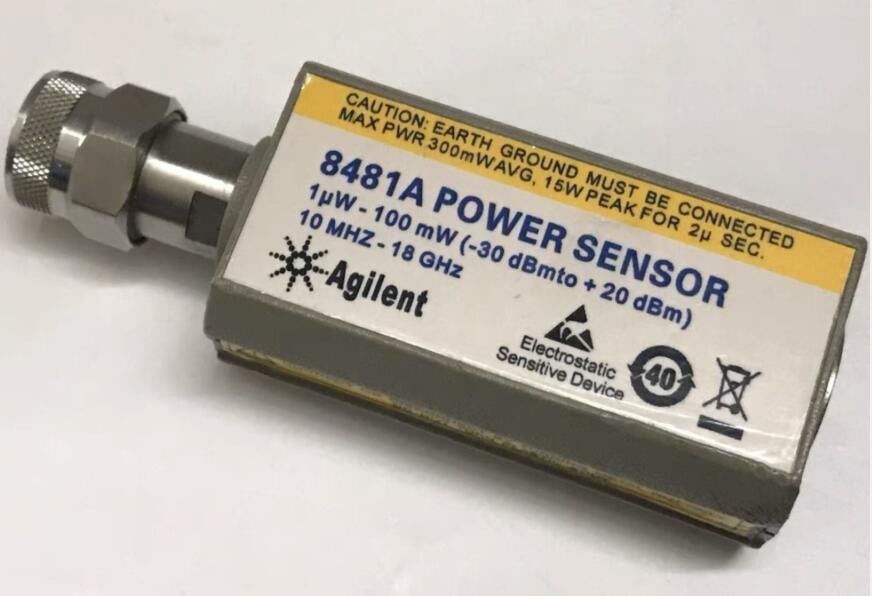 CAUTION: EARTH GROUND MUST BE CONNECTED
MAX PWR 300mWAVG, 15W PEAK FOR 2µ SEC.
8481A POWER SENSOR
1µW - 100 mW (-30 dBmto + 20 dBm)
10 MHZ - 18 GHz
Agilent
Electrostatic
Sensitive Device
40